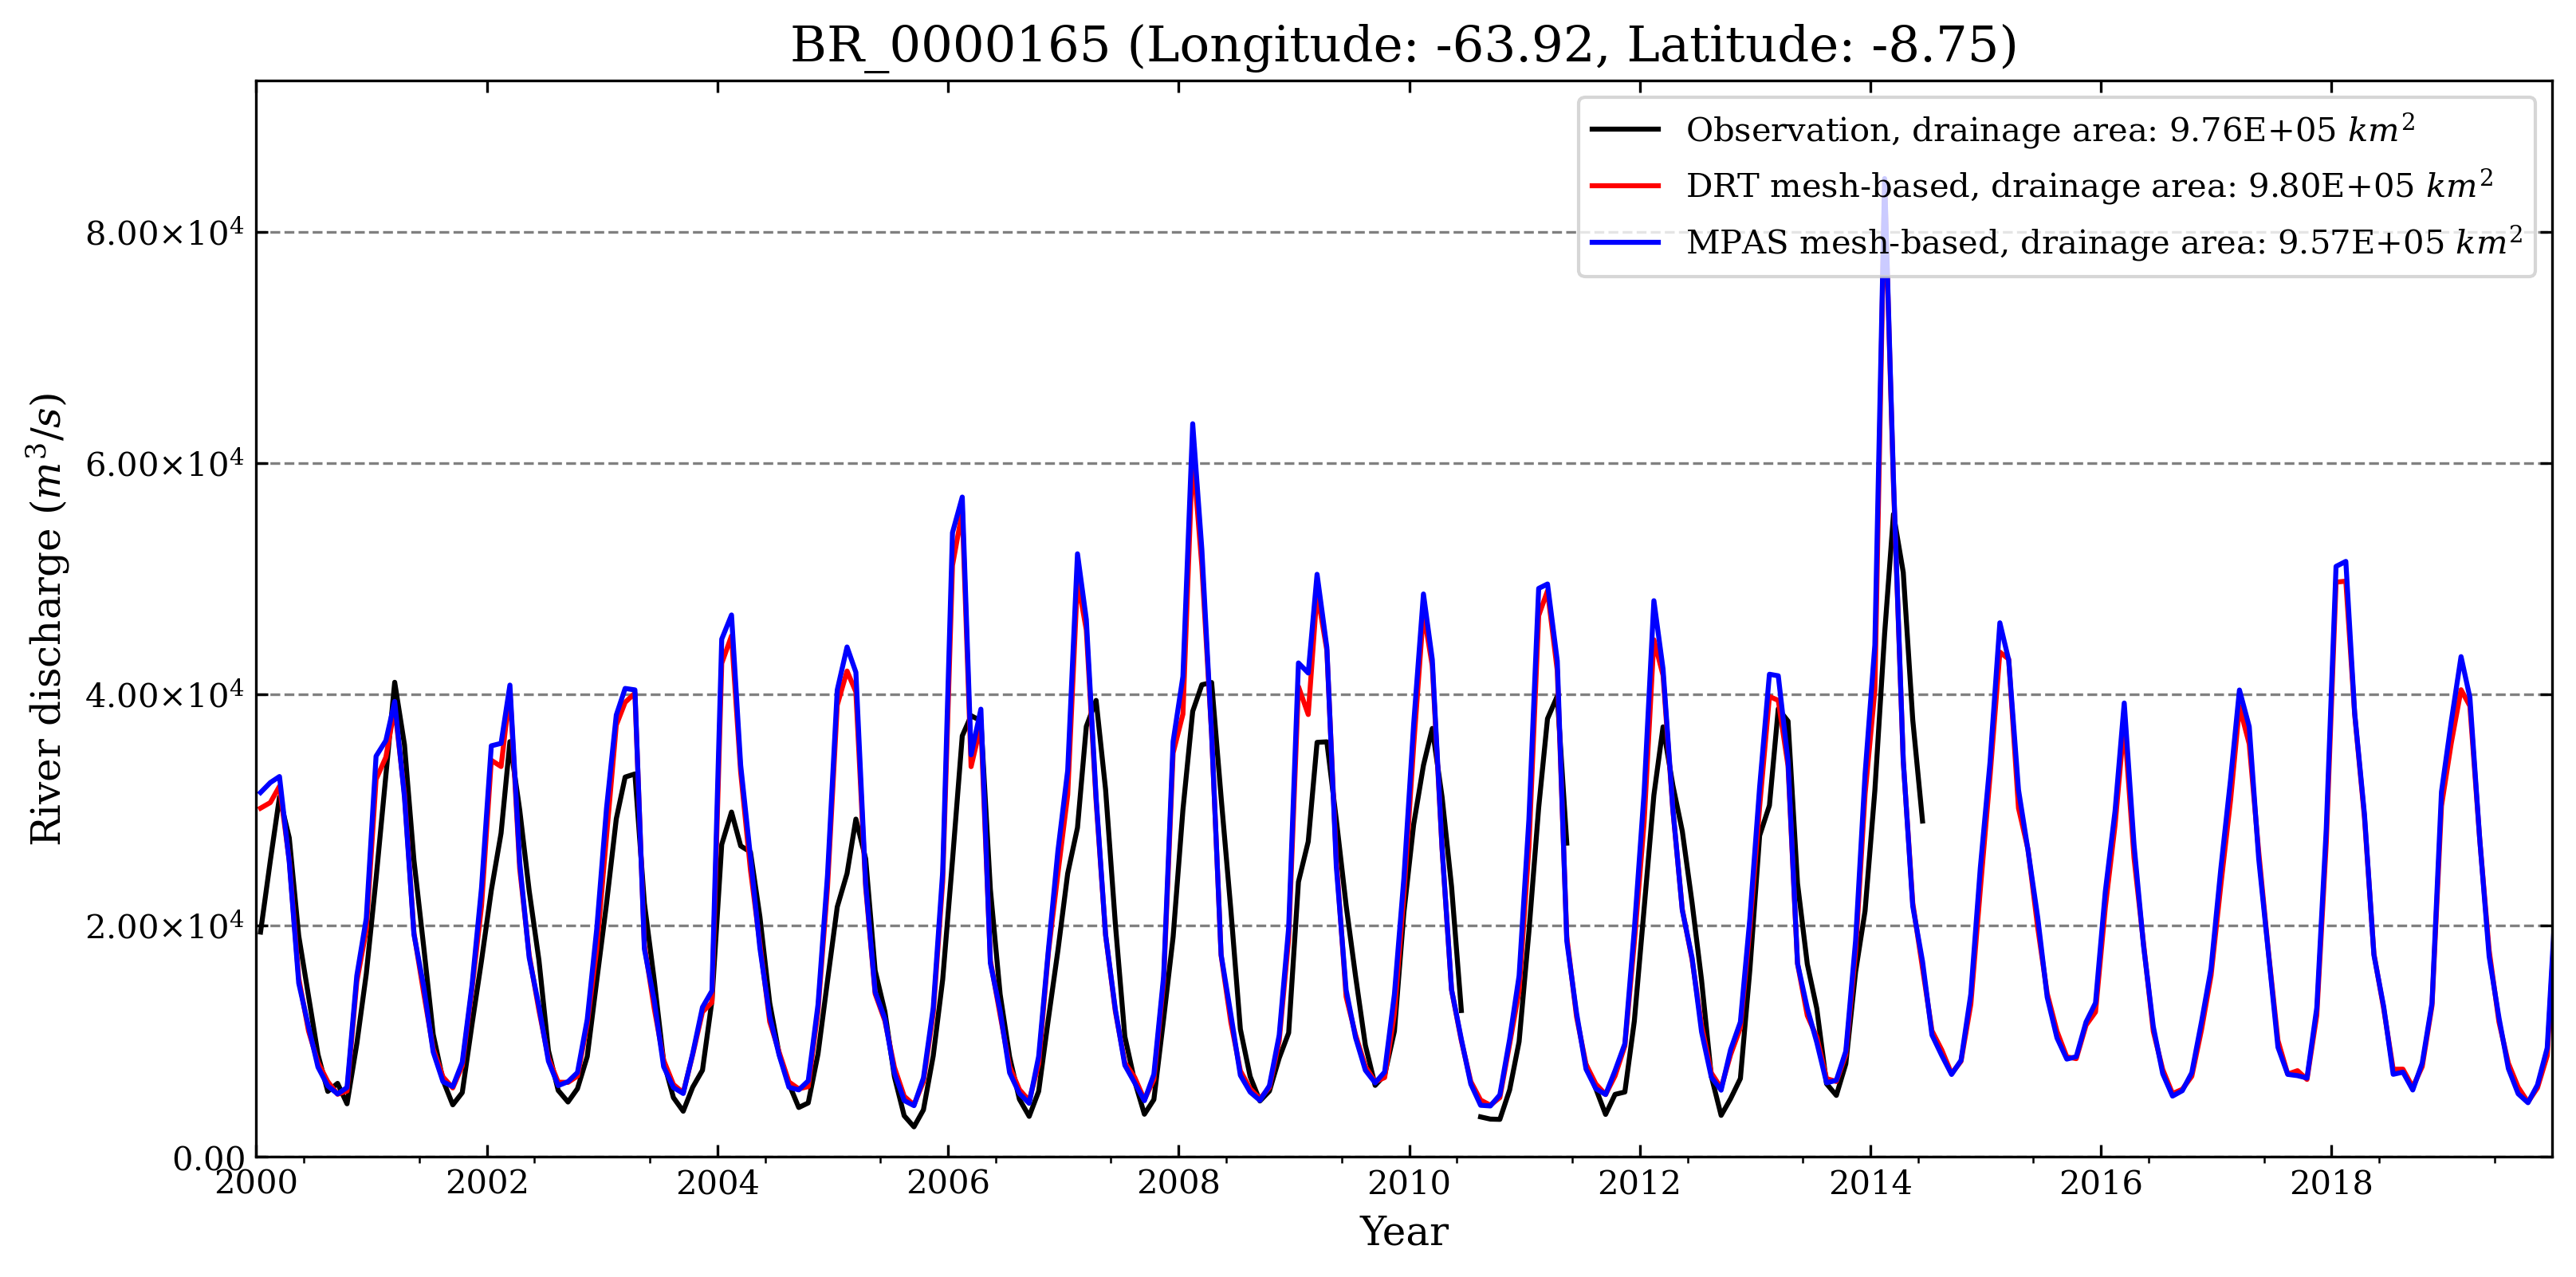 BR_0000165 (Longitude: -63.92, Latitude: -8.75)
Observation, drainage area: 9.76E+05 km²
DRT mesh-based, drainage area: 9.80E+05 km²
MPAS mesh-based, drainage area: 9.57E+05 km²
River discharge (m³/s)
8.00×10⁴
6.00×10⁴
4.00×10⁴
2.00×10⁴
0.00
2000 2002 2004 2006 2008 2010 2012 2014 2016 2018
Year